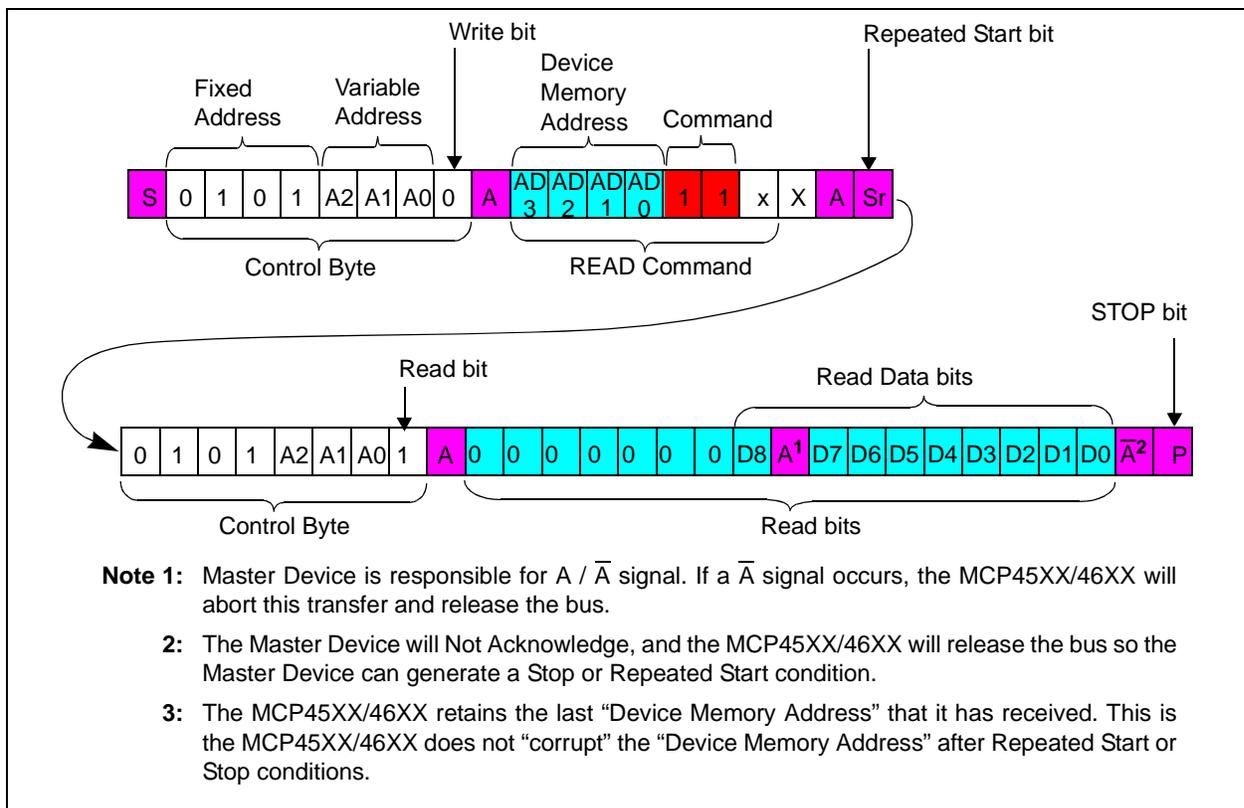 Write bit
Repeated Start bit
Fixed
Address
Variable
Address
Device
Memory
Address
Command
S 0 1 0 1 A2 A1 A0 0 A AD3 AD2 AD1 AD0 1 1 x X A Sr
Control Byte
READ Command
STOP bit
Read bit
Read Data bits
0 1 0 1 A2 A1 A0 1 A 0 0 0 0 0 0 0 D8 A¹ D7 D6 D5 D4 D3 D2 D1 D0 A̅² P
Control Byte
Read bits
Note 1: Master Device is responsible for A / A̅ signal. If a A̅ signal occurs, the MCP45XX/46XX will
abort this transfer and release the bus.
2: The Master Device will Not Acknowledge, and the MCP45XX/46XX will release the bus so the
Master Device can generate a Stop or Repeated Start condition.
3: The MCP45XX/46XX retains the last “Device Memory Address” that it has received. This is
the MCP45XX/46XX does not “corrupt” the “Device Memory Address” after Repeated Start or
Stop conditions.